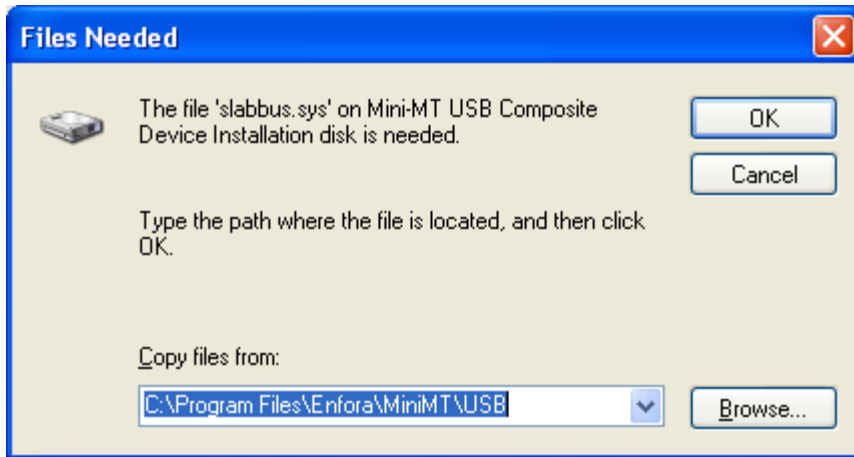 Files Needed
The file 'slabbus.sys' on Mini-MT USB Composite
Device Installation disk is needed.
OK
Cancel
Type the path where the file is located, and then click
OK.
Copy files from:
C:\Program Files\Enfora\MiniMT\USB
Browse...